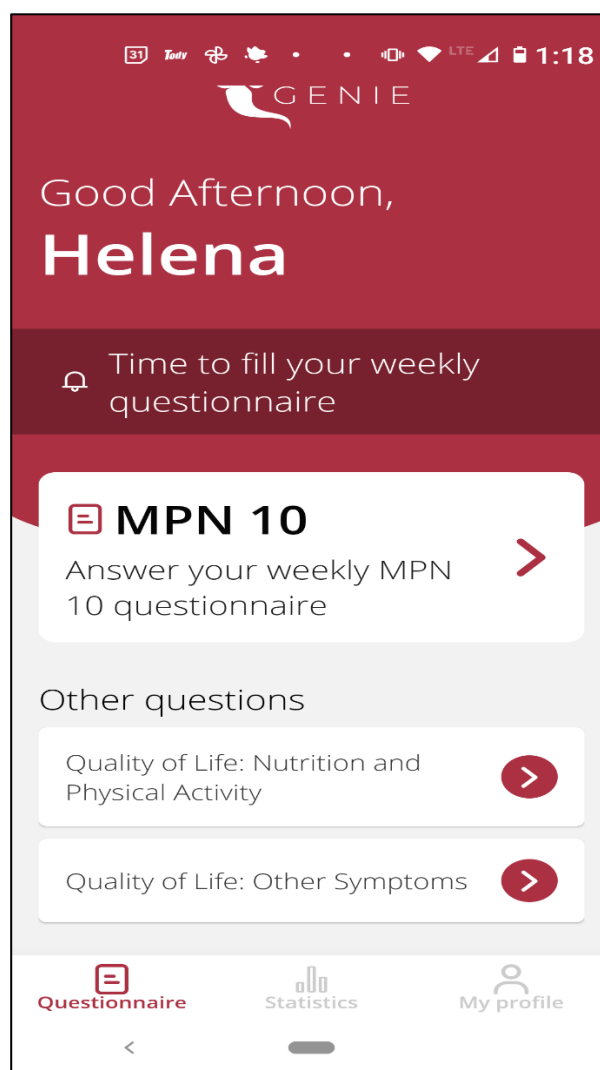 31 Tody LTE 1:18
GENIE
Good Afternoon,
Helena
Time to fill your weekly
questionnaire
MPN 10
Answer your weekly MPN
10 questionnaire
Other questions
Quality of Life: Nutrition and
Physical Activity
Quality of Life: Other Symptoms
Questionnaire Statistics My profile